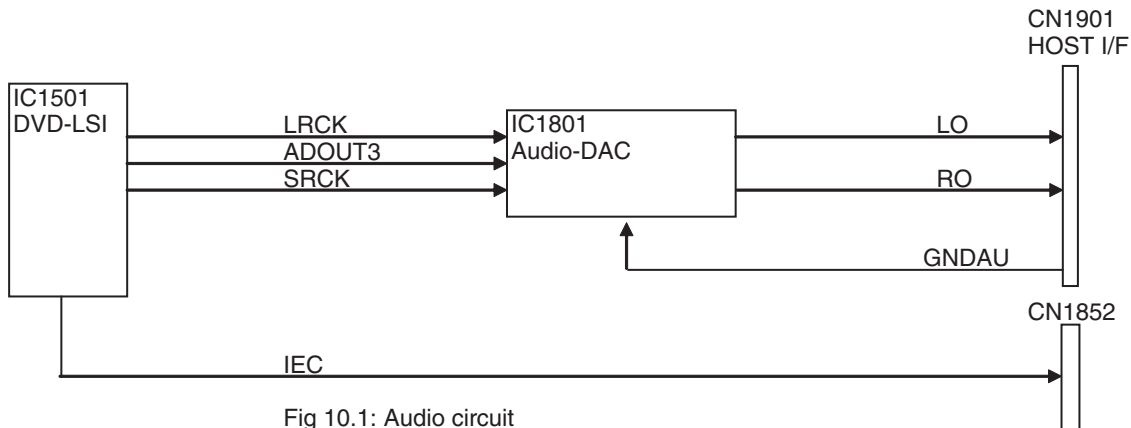 CN1901
HOST I/F
IC1501
DVD-LSI
LRCK
ADOUT3
SRCK
IC1801
Audio-DAC
LO
RO
GNDAU
CN1852
IEC
Fig 10.1: Audio circuit